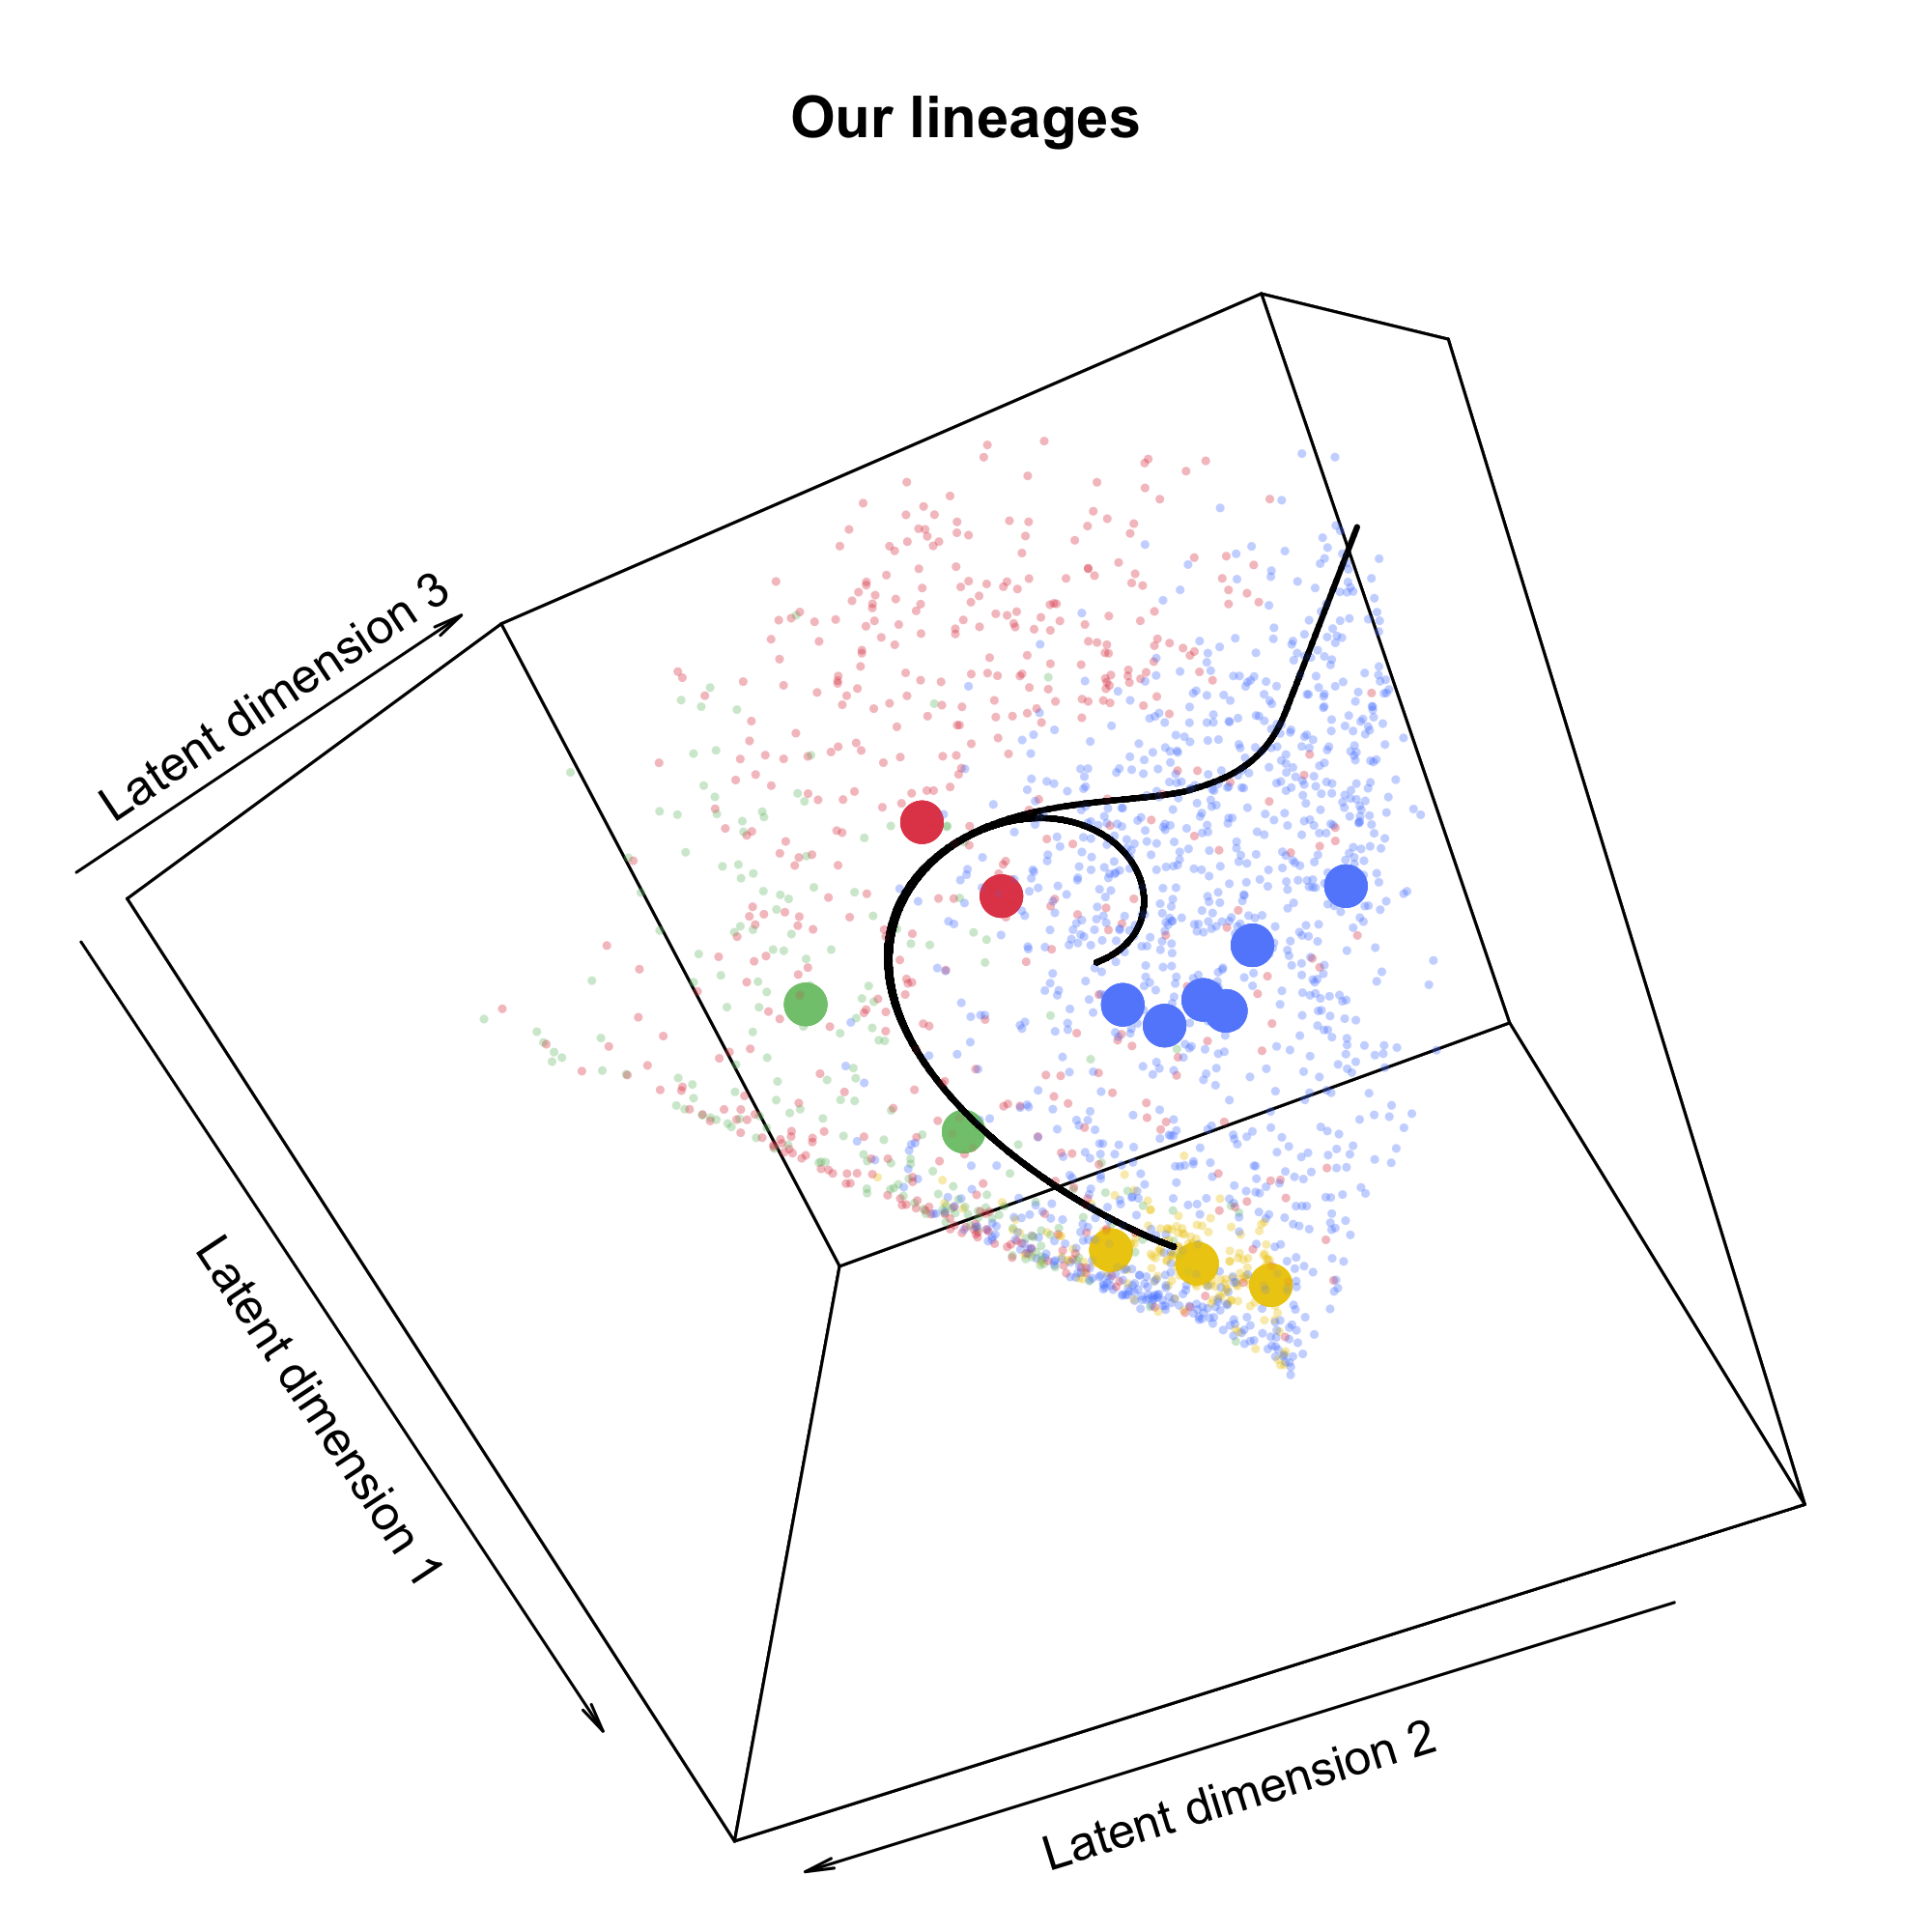 Our lineages
Latent dimension 3
Latent dimension 1
Latent dimension 2